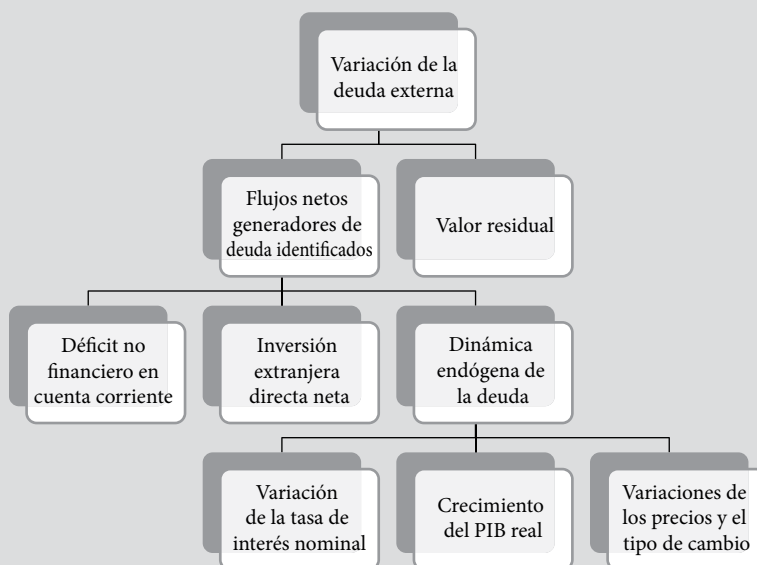 Variación de la
deuda externa
Flujos netos
generadores de
deuda identificados
Valor residual
Déficit no
financiero en
cuenta corriente
Inversión
extranjera
directa neta
Dinámica
endógena de
la deuda
Variación
de la tasa de
interés nominal
Crecimiento
del PIB real
Variaciones de
los precios y el
tipo de cambio